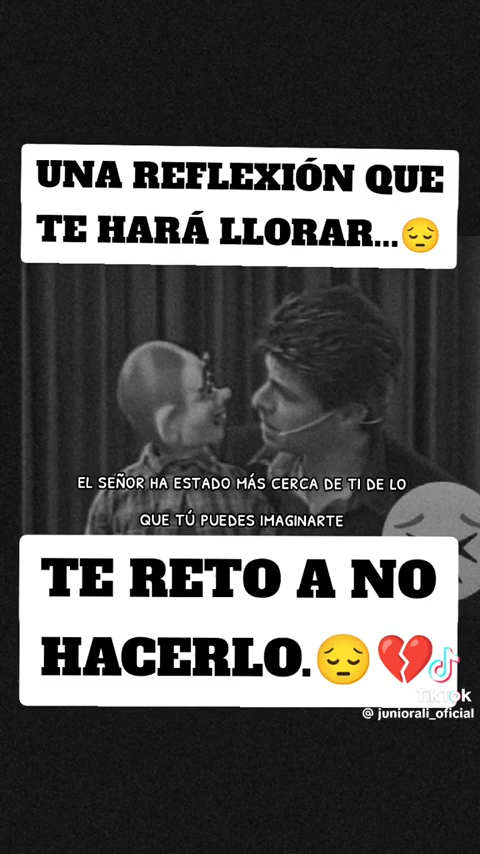 UNA REFLEXIÓN QUE
TE HARÁ LLORAR...😔
EL SEÑOR HA ESTADO MÁS CERCA DE TI DE LO
QUE TÚ PUEDES IMAGINARTE
TE RETO A NO
HACERLO.😔💔
TikTok
@juniorali_oficial